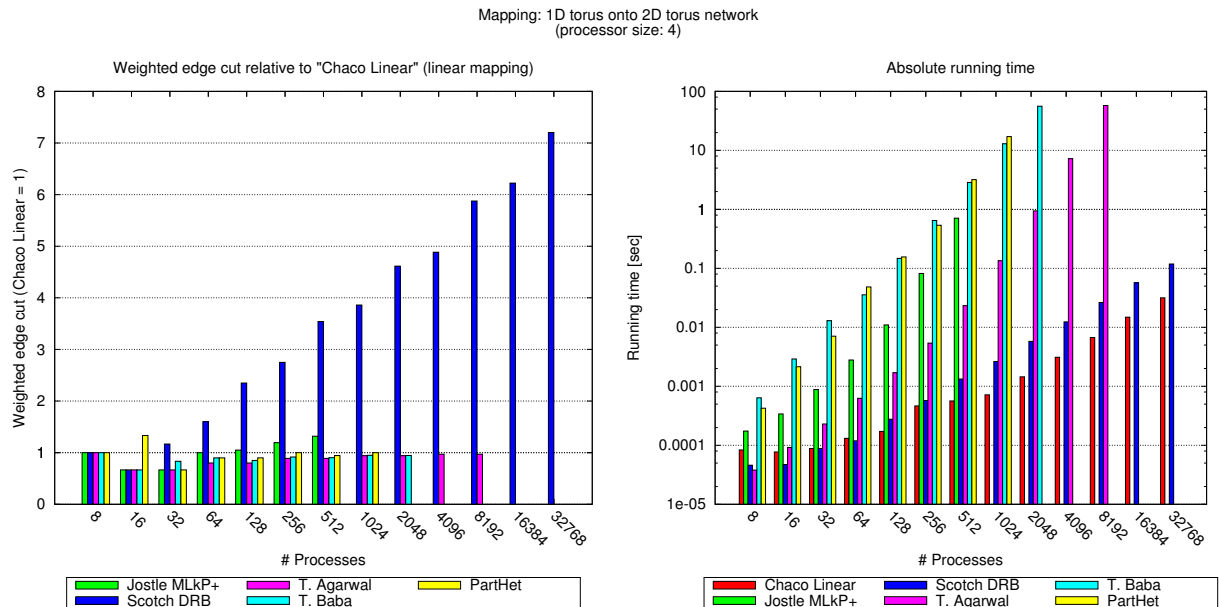 Mapping: 1D torus onto 2D torus network
(processor size: 4)
Weighted edge cut relative to "Chaco Linear" (linear mapping)
Weighted edge cut (Chaco Linear = 1)
8
7
6
5
4
3
2
1
0
8 16 32 64 128 256 512 1024 2048 4096 8192 16384 32768
# Processes
Jostle MLkP+ T. Agarwal PartHet
Scotch DRB T. Baba
Absolute running time
Running time [sec]
100
10
1
0.1
0.01
0.001
0.0001
1e-05
8 16 32 64 128 256 512 1024 2048 4096 8192 16384 32768
# Processes
Chaco Linear Scotch DRB T. Baba
Jostle MLkP+ T. Agarwal PartHet